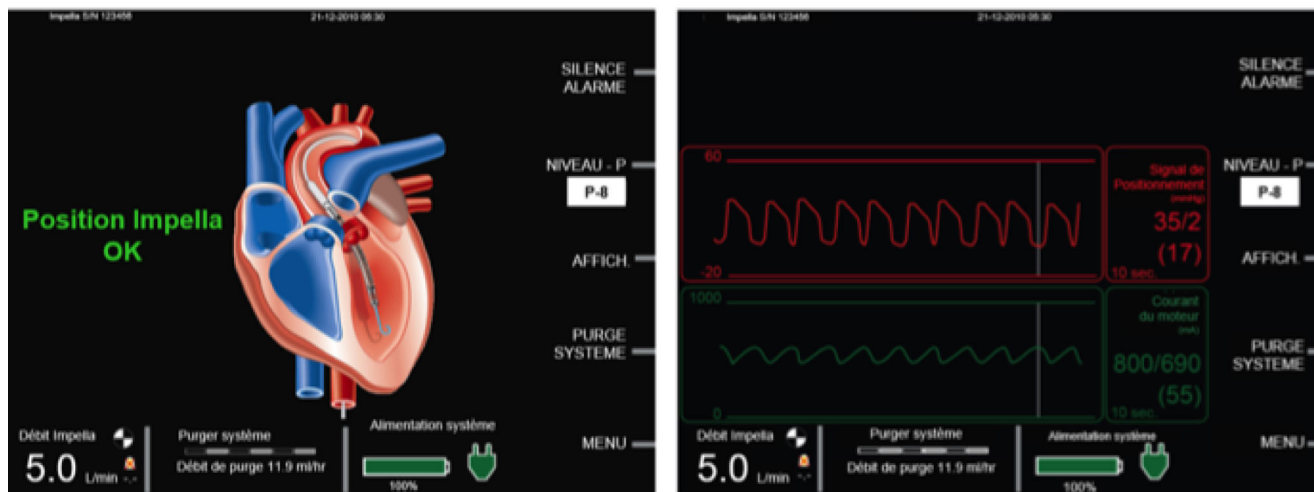 Impella S/N 123456
21-12-2010 05:30
SILENCE
ALARME
NIVEAU - P
P-8
Position Impella
OK
AFFICH.
PURGE
SYSTEME
Débit Impella
Purger système
Alimentation système
MENU
5.0 L/min -.-
Débit de purge 11.9 ml/hr
100%
Impella S/N 123456
21-12-2010 05:30
SILENCE
ALARME
60
Signal de
Positionnement
(mmHg)
NIVEAU - P
P-8
35/2
(17)
-20
10 sec.
AFFICH.
1000
Courant
du moteur
(mA)
PURGE
SYSTEME
800/690
(55)
0
10 sec.
Débit Impella
Purger système
Alimentation système
MENU
5.0 L/min -.-
Débit de purge 11.9 ml/hr
100%